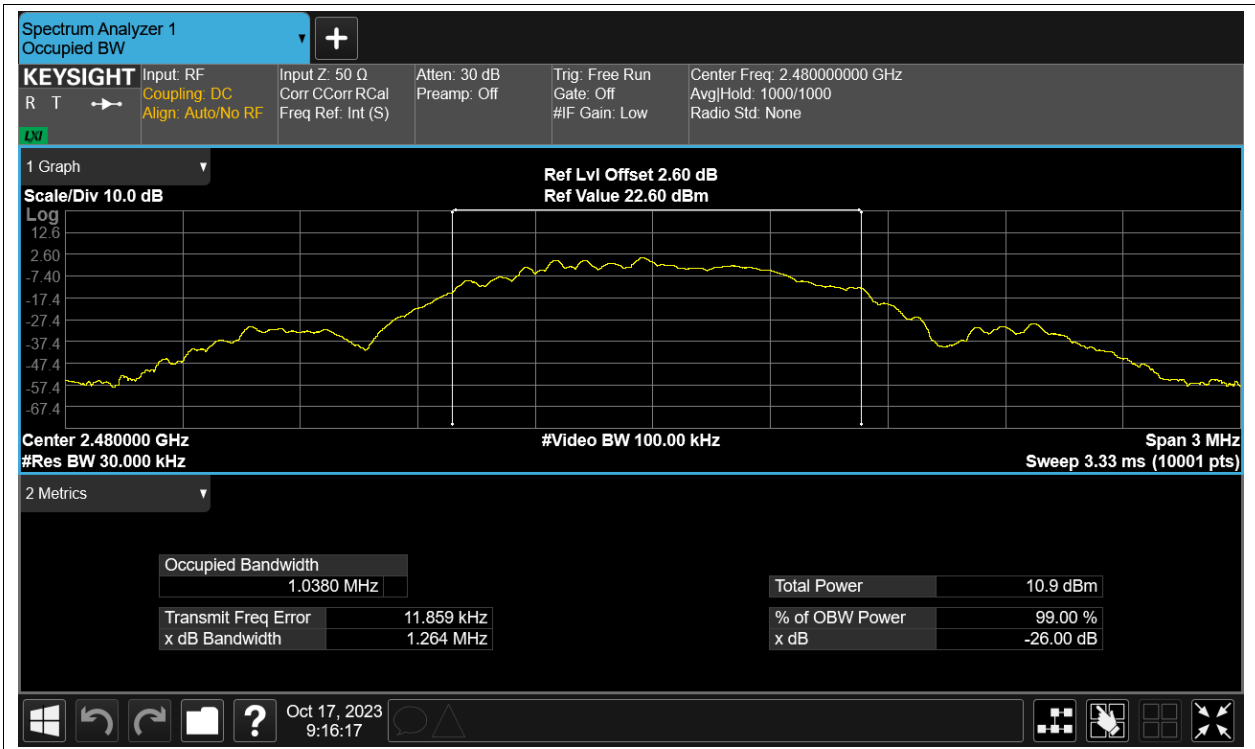 Spectrum Analyzer 1
Occupied BW
KEYSIGHT
R T
LXI
Input: RF
Coupling: DC
Align: Auto/No RF
Input Z: 50 Ω
Corr CCorr RCal
Freq Ref: Int (S)
Atten: 30 dB
Preamp: Off
Trig: Free Run
Gate: Off
#IF Gain: Low
Center Freq: 2.480000000 GHz
Avg|Hold: 1000/1000
Radio Std: None
1 Graph
Scale/Div 10.0 dB
Ref Lvl Offset 2.60 dB
Ref Value 22.60 dBm
Log
12.6
2.60
-7.40
-17.4
-27.4
-37.4
-47.4
-57.4
-67.4
Center 2.480000 GHz
#Res BW 30.000 kHz
#Video BW 100.00 kHz
Span 3 MHz
Sweep 3.33 ms (10001 pts)
2 Metrics
Occupied Bandwidth
1.0380 MHz
Transmit Freq Error 11.859 kHz
x dB Bandwidth 1.264 MHz
Total Power 10.9 dBm
% of OBW Power 99.00 %
x dB -26.00 dB
?
Oct 17, 2023
9:16:17